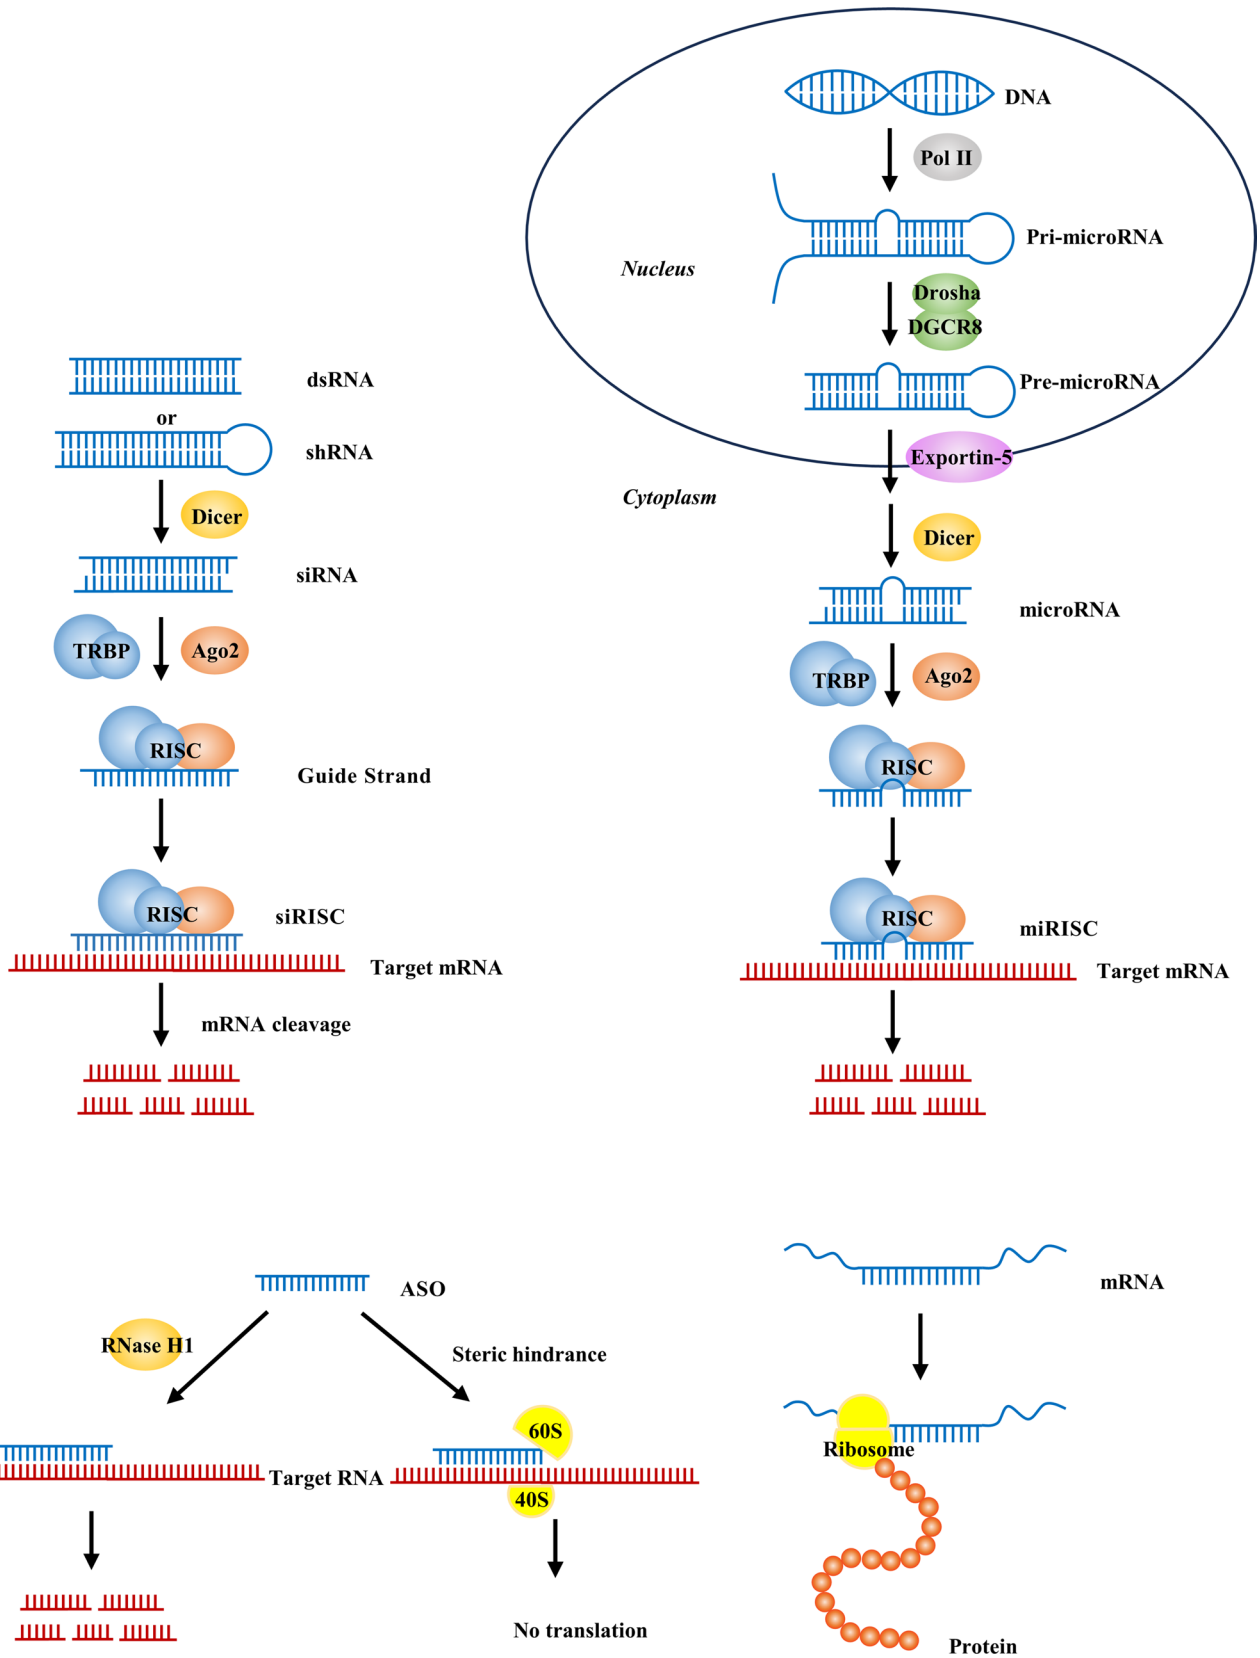 DNA
Pol II
Pri-microRNA
Nucleus
Drosha
DGCR8
Pre-microRNA
Exportin-5
Cytoplasm
Dicer
microRNA
TRBP
Ago2
RISC
RISC
miRISC
Target mRNA
dsRNA
or
shRNA
Dicer
siRNA
TRBP
Ago2
RISC
Guide Strand
RISC
siRISC
Target mRNA
mRNA cleavage
ASO
RNase H1
Steric hindrance
60S
Target RNA
40S
No translation
mRNA
Ribosome
Protein